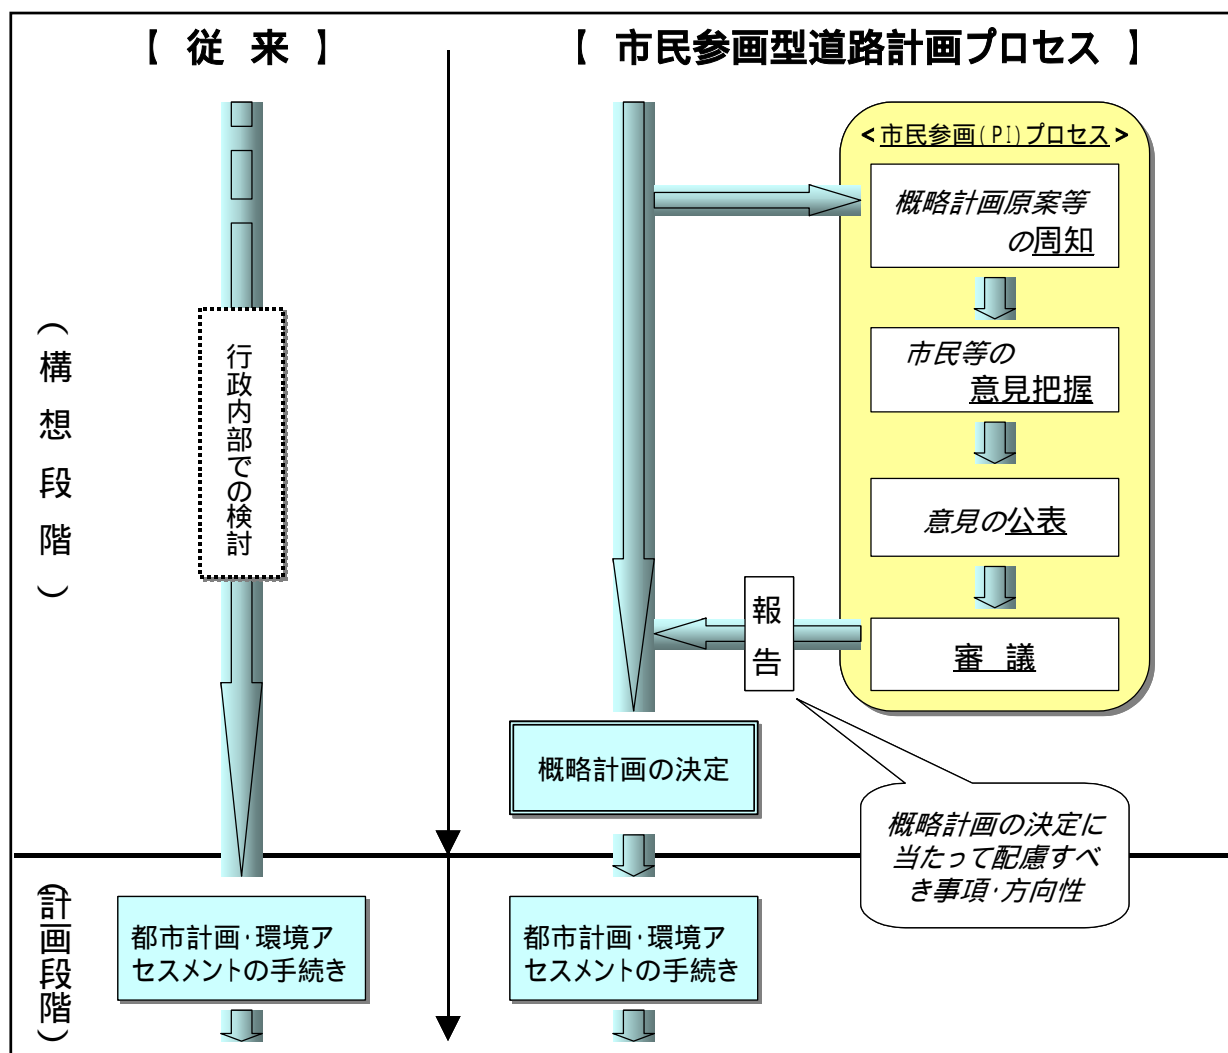 【 従 来 】
【 市民参画型道路計画プロセス 】
(構想段階)
行政内部での検討
<市民参画(PI)プロセス>
概略計画原案等
の周知
市民等の
意見把握
意見の公表
審 議
報
告
概略計画の決定
概略計画の決定に
当たって配慮すべ
き事項・方向性
(計画段階)
都市計画・環境ア
セスメントの手続き
都市計画・環境ア
セスメントの手続き